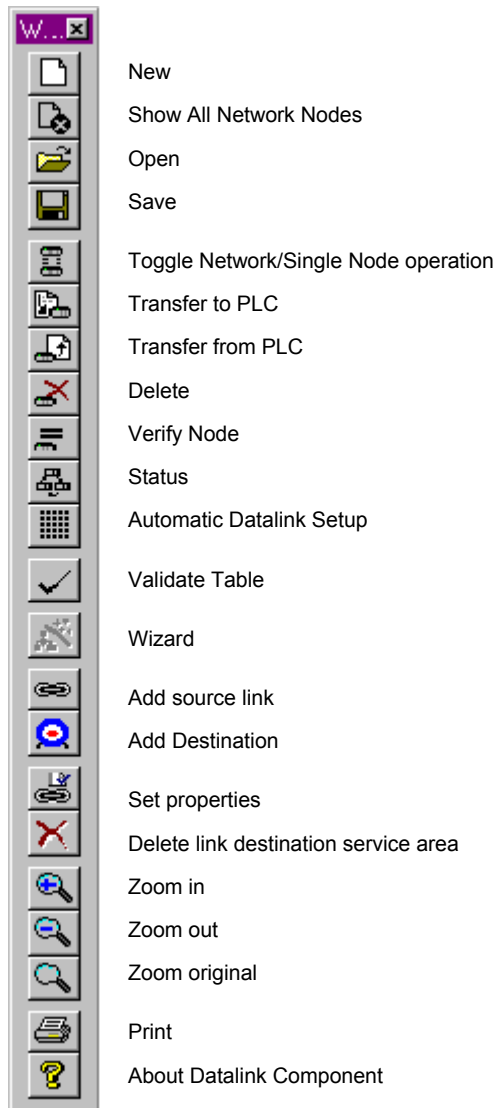 W...
New
Show All Network Nodes
Open
Save
Toggle Network/Single Node operation
Transfer to PLC
Transfer from PLC
Delete
Verify Node
Status
Automatic Datalink Setup
Validate Table
Wizard
Add source link
Add Destination
Set properties
Delete link destination service area
Zoom in
Zoom out
Zoom original
Print
About Datalink Component